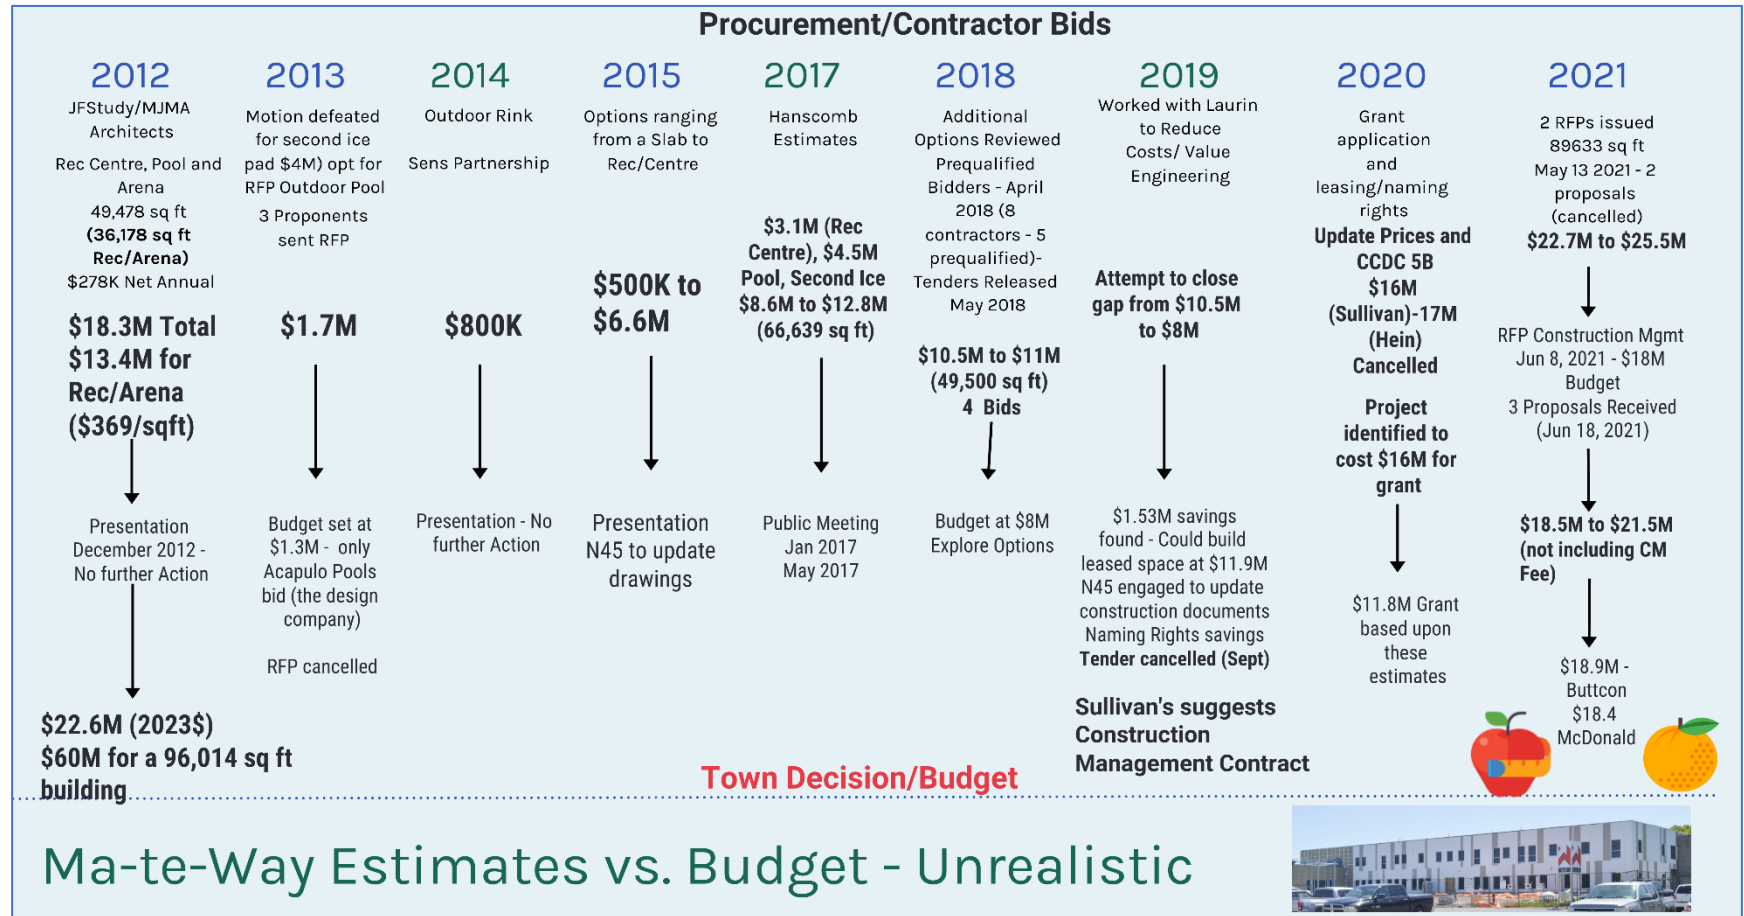 Procurement/Contractor Bids
2012
JFStudy/MJMA
Architects
Rec Centre, Pool and
Arena
49,478 sq ft
(36,178 sq ft
Rec/Arena)
$278K Net Annual
$18.3M Total
$13.4M for
Rec/Arena
($369/sqft)
Presentation
December 2012 -
No further Action
$22.6M (2023$)
$60M for a 96,014 sq ft
building
2013
Motion defeated
for second ice
pad $4M) opt for
RFP Outdoor Pool
3 Proponents
sent RFP
$1.7M
Budget set at
$1.3M - only
Acapulo Pools
bid (the design
company)
RFP cancelled
2014
Outdoor Rink
Sens Partnership
$800K
Presentation - No
further Action
2015
Options ranging
from a Slab to
Rec/Centre
$500K to
$6.6M
Presentation
N45 to update
drawings
2017
Hanscomb
Estimates
$3.1M (Rec
Centre), $4.5M
Pool, Second Ice
$8.6M to $12.8M
(66,639 sq ft)
Public Meeting
Jan 2017
May 2017
2018
Additional
Options Reviewed
Prequalified
Bidders - April
2018 (8
contractors - 5
prequalified)-
Tenders Released
May 2018
$10.5M to $11M
(49,500 sq ft)
4 Bids
Budget at $8M
Explore Options
2019
Worked with Laurin
to Reduce
Costs/ Value
Engineering
Attempt to close
gap from $10.5M
to $8M
$1.53M savings
found - Could build
leased space at $11.9M
N45 engaged to update
construction documents
Naming Rights savings
Tender cancelled (Sept)
Sullivan's suggests
Construction
Management Contract
2020
Grant
application
and
leasing/naming
rights
Update Prices and
CCDC 5B
$16M
(Sullivan)-17M
(Hein)
Cancelled
Project
identified to
cost $16M for
grant
$11.8M Grant
based upon
these
estimates
2021
2 RFPs issued
89633 sq ft
May 13 2021 - 2
proposals
(cancelled)
$22.7M to $25.5M
RFP Construction Mgmt
Jun 8, 2021 - $18M
Budget
3 Proposals Received
(Jun 18, 2021)
$18.5M to $21.5M
(not including CM
Fee)
$18.9M -
Buttcon
$18.4
McDonald
Town Decision/Budget
Ma-te-Way Estimates vs. Budget - Unrealistic